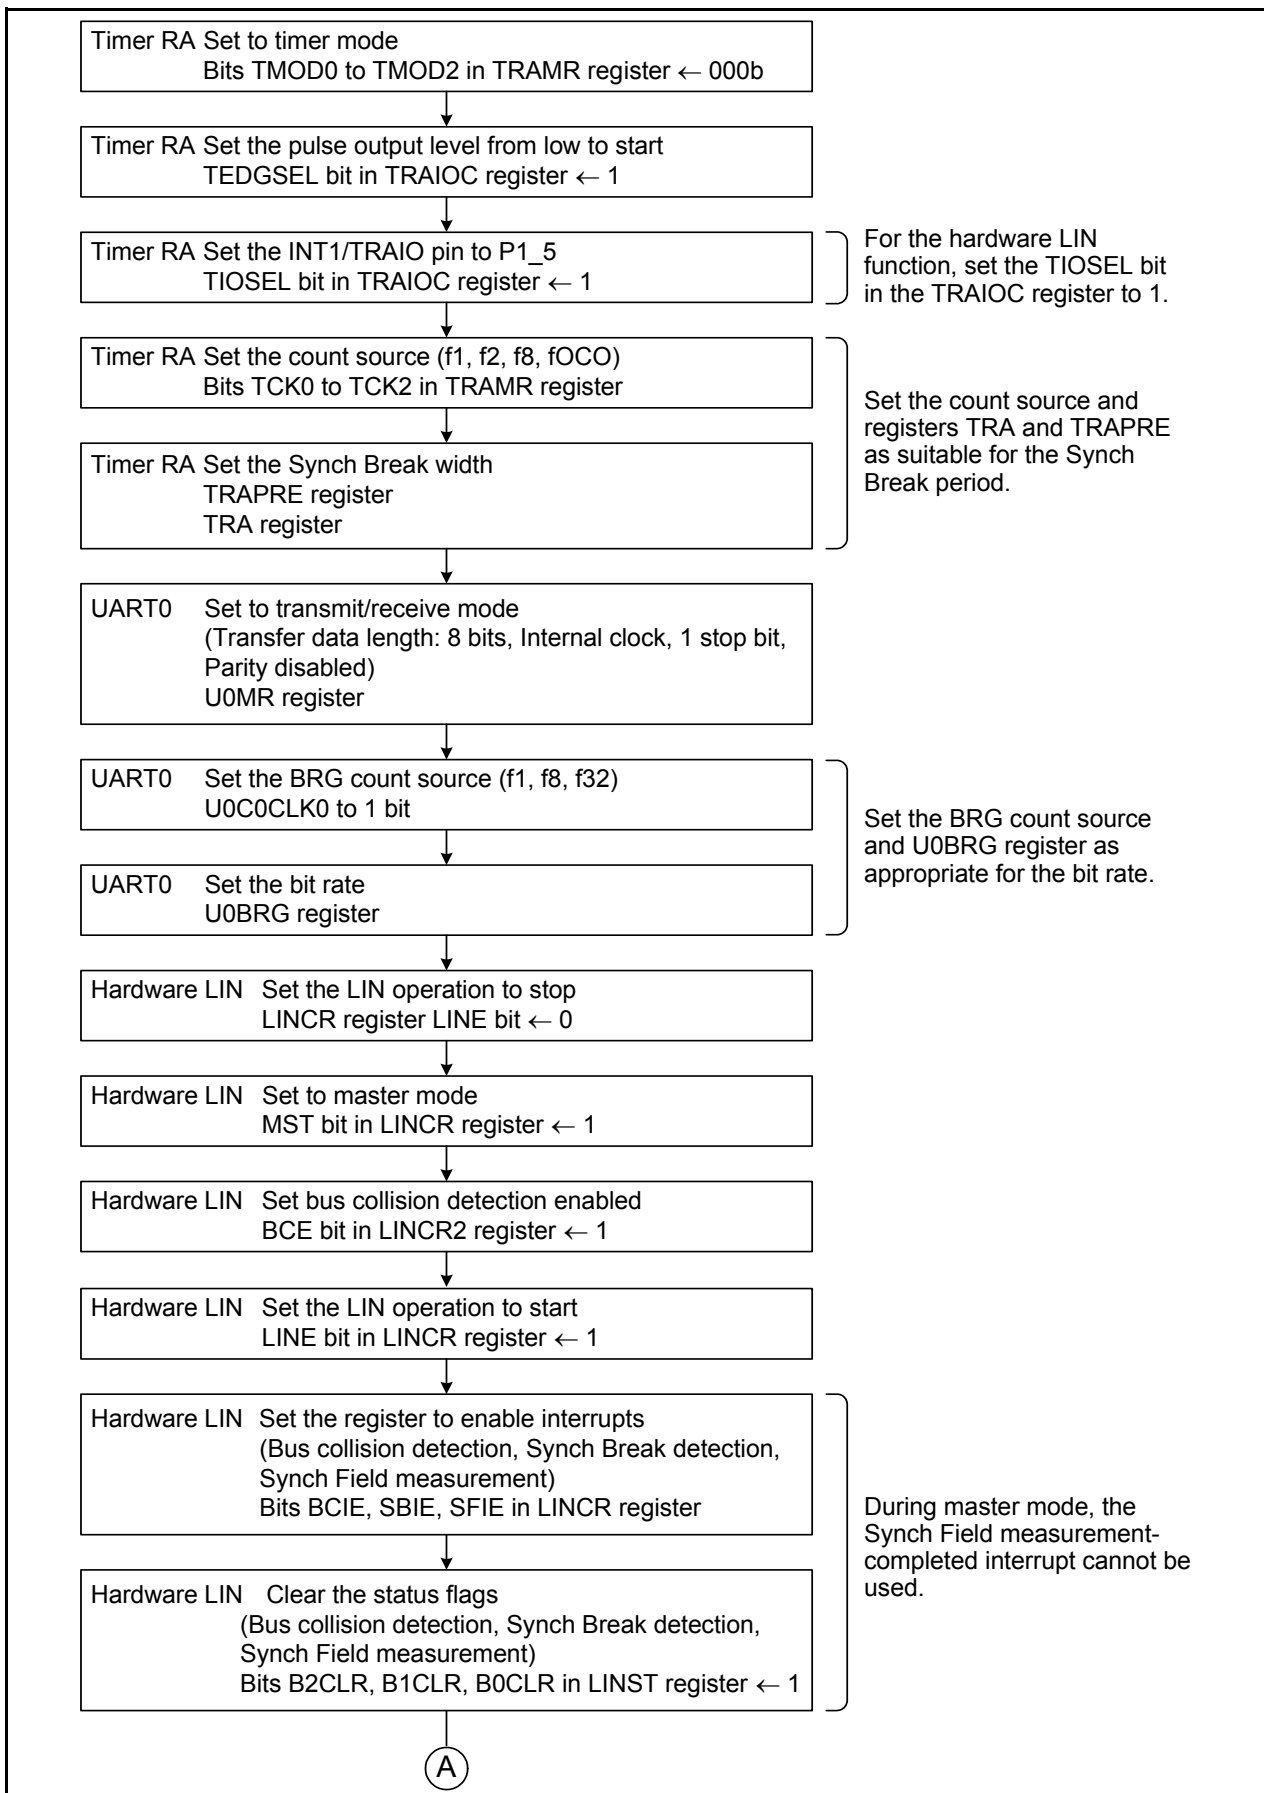 Timer RA Set to timer mode
Bits TMOD0 to TMOD2 in TRAMR register ← 000b
Timer RA Set the pulse output level from low to start
TEDGSEL bit in TRAIOC register ← 1
Timer RA Set the INT1/TRAIO pin to P1_5
TIOSEL bit in TRAIOC register ← 1
For the hardware LIN
function, set the TIOSEL bit
in the TRAIOC register to 1.
Timer RA Set the count source (f1, f2, f8, fOCO)
Bits TCK0 to TCK2 in TRAMR register
Timer RA Set the Synch Break width
TRAPRE register
TRA register
Set the count source and
registers TRA and TRAPRE
as suitable for the Synch
Break period.
UART0 Set to transmit/receive mode
(Transfer data length: 8 bits, Internal clock, 1 stop bit,
Parity disabled)
U0MR register
UART0 Set the BRG count source (f1, f8, f32)
U0C0CLK0 to 1 bit
UART0 Set the bit rate
U0BRG register
Set the BRG count source
and U0BRG register as
appropriate for the bit rate.
Hardware LIN Set the LIN operation to stop
LINCR register LINE bit ← 0
Hardware LIN Set to master mode
MST bit in LINCR register ← 1
Hardware LIN Set bus collision detection enabled
BCE bit in LINCR2 register ← 1
Hardware LIN Set the LIN operation to start
LINE bit in LINCR register ← 1
Hardware LIN Set the register to enable interrupts
(Bus collision detection, Synch Break detection,
Synch Field measurement)
Bits BCIE, SBIE, SFIE in LINCR register
Hardware LIN Clear the status flags
(Bus collision detection, Synch Break detection,
Synch Field measurement)
Bits B2CLR, B1CLR, B0CLR in LINST register ← 1
During master mode, the
Synch Field measurement-
completed interrupt cannot be
used.
A